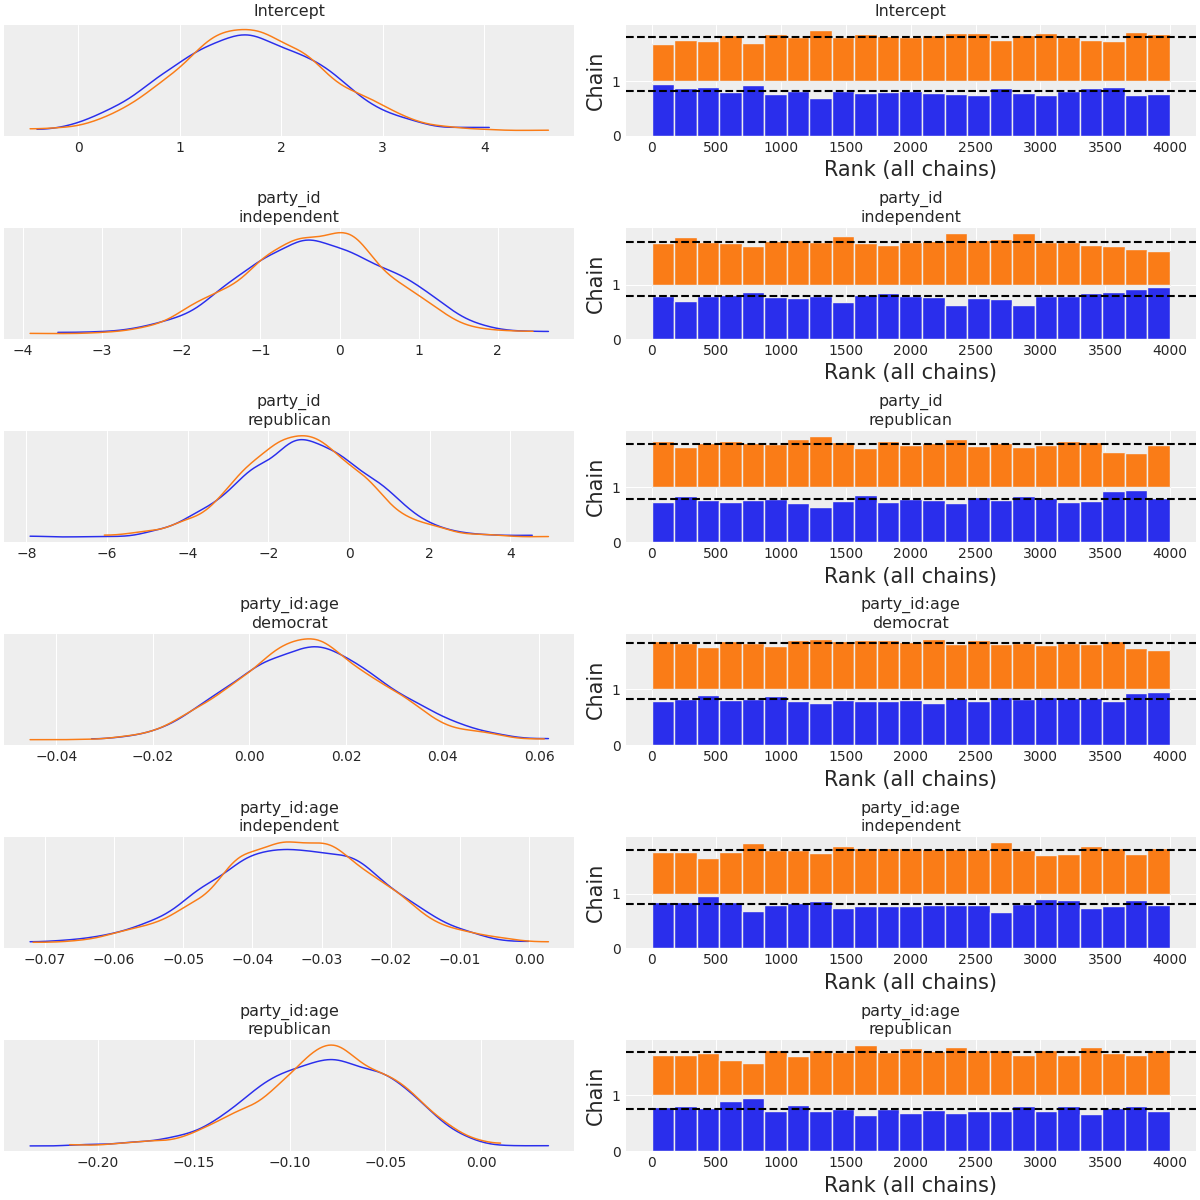 Intercept
Intercept
Chain
1
0
0 1 2 3 4
0 500 1000 1500 2000 2500 3000 3500 4000
Rank (all chains)
party_id
independent
party_id
independent
Chain
1
0
−4 −3 −2 −1 0 1 2
0 500 1000 1500 2000 2500 3000 3500 4000
Rank (all chains)
party_id
republican
party_id
republican
Chain
1
0
−8 −6 −4 −2 0 2 4
0 500 1000 1500 2000 2500 3000 3500 4000
Rank (all chains)
party_id:age
democrat
party_id:age
democrat
Chain
1
0
−0.04 −0.02 0.00 0.02 0.04 0.06
0 500 1000 1500 2000 2500 3000 3500 4000
Rank (all chains)
party_id:age
independent
party_id:age
independent
Chain
1
0
−0.07 −0.06 −0.05 −0.04 −0.03 −0.02 −0.01 0.00
0 500 1000 1500 2000 2500 3000 3500 4000
Rank (all chains)
party_id:age
republican
party_id:age
republican
Chain
1
0
−0.20 −0.15 −0.10 −0.05 0.00
0 500 1000 1500 2000 2500 3000 3500 4000
Rank (all chains)